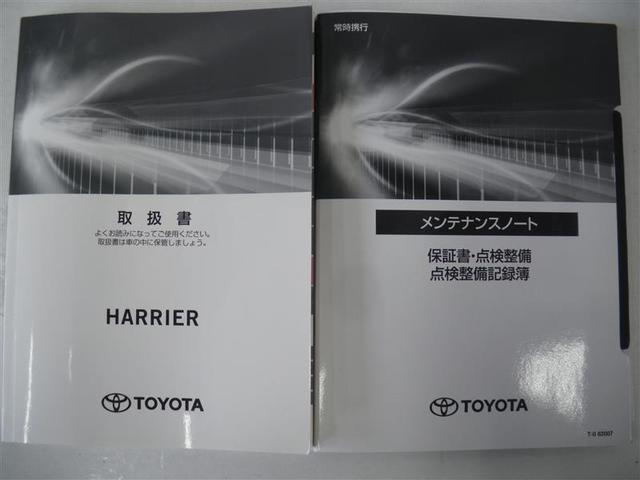 取扱書
よくお読みになってご使用ください。
取扱書は車の中に保管しましょう。
HARRIER
TOYOTA
常時携行
メンテナンスノート
保証書・点検整備
点検整備記録簿
TOYOTA